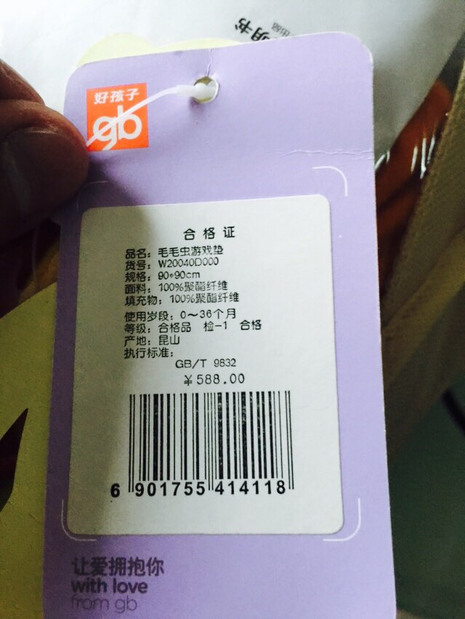 明书
好孩子
gb
合格证
品名：毛毛虫游戏垫
货号：W20040D000
规格：90*90cm
面料：100%聚酯纤维
填充物：100%聚酯纤维
使用岁段：0～36个月
等级：合格品 检-1 合格
产地：昆山
执行标准：
GB/T 9832
￥588.00
6 901755 414118
让爱拥抱你
with love
from gb